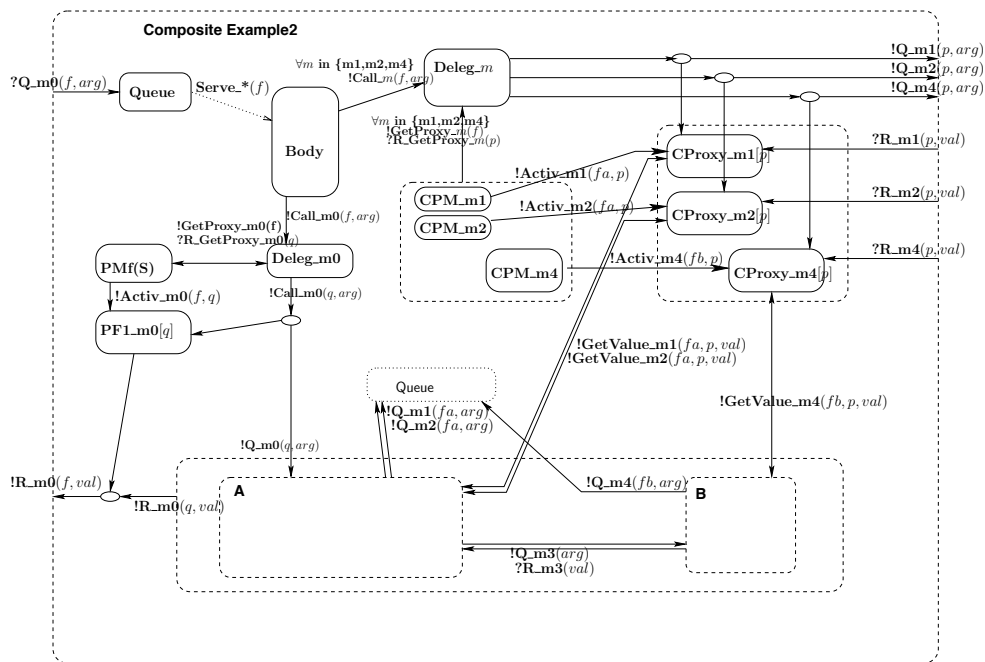 Composite Example2
!Q_m1(p, arg)
∀m in {m1,m2,m4}
Deleg_m
!Q_m2(p, arg)
?Q_m0(f, arg)
!Call_m(f, arg)
Serve_*(f)
Queue
!Q_m4(p, arg)
∀m in {m1,m2,m4}
!GetProxy_m(f)
?R_GetProxy_m(p)
?R_m1(p, val)
Body
CProxy_m1[p]
!Activ_m1(fa, p)
?R_m2(p, val)
CPM_m1
!Activ_m2(fa, p)
CProxy_m2[p]
!Call_m0(f, arg)
CPM_m2
!GetProxy_m0(f)
?R_GetProxy_m0(q)
?R_m4(p, val)
Deleg_m0
PMf(S)
CPM_m4
!Activ_m4(fb, p)
CProxy_m4[p]
!Activ_m0(f, q)
!Call_m0(q, arg)
PF1_m0[q]
!GetValue_m1(fa, p, val)
!GetValue_m2(fa, p, val)
Queue
!GetValue_m4(fb, p, val)
!Q_m1(fa, arg)
!Q_m2(fa, arg)
!Q_m0(q, arg)
!R_m0(f, val)
A
!Q_m4(fb, arg)
B
!R_m0(q, val)
!Q_m3(arg)
?R_m3(val)